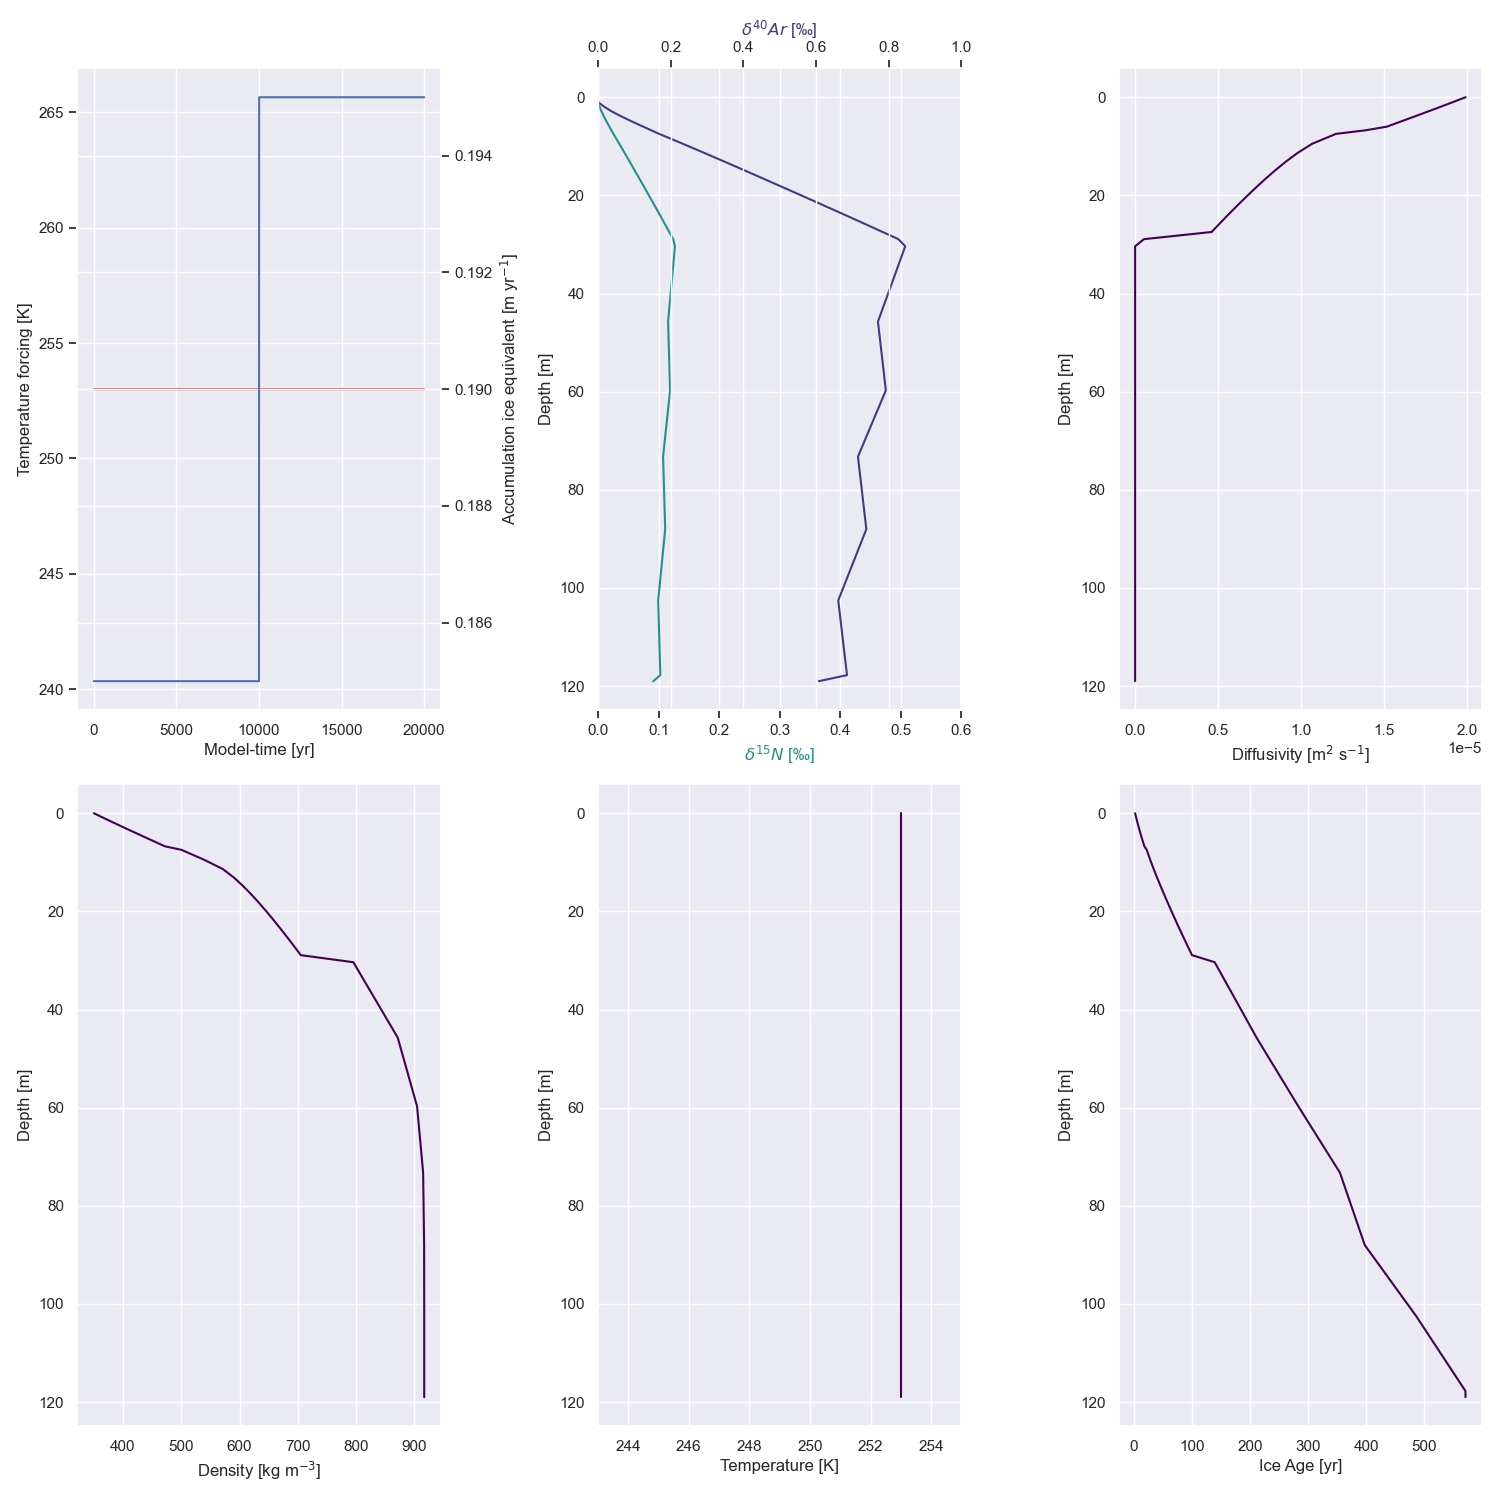 δ⁴⁰Ar [‰]
0.0 0.2 0.4 0.6 0.8 1.0
Temperature forcing [K]
265
260
255
250
245
240
0 5000 10000 15000 20000
Model-time [yr]
0.194
0.192
0.190
0.188
0.186
Accumulation ice equivalent [m yr⁻¹]
Depth [m]
0
20
40
60
80
100
120
0.0 0.1 0.2 0.3 0.4 0.5 0.6
δ¹⁵N [‰]
Depth [m]
0
20
40
60
80
100
120
0.0 0.5 1.0 1.5 2.0
1e−5
Diffusivity [m² s⁻¹]
Depth [m]
0
20
40
60
80
100
120
400 500 600 700 800 900
Density [kg m⁻³]
Depth [m]
0
20
40
60
80
100
120
244 246 248 250 252 254
Temperature [K]
Depth [m]
0
20
40
60
80
100
120
0 100 200 300 400 500
Ice Age [yr]